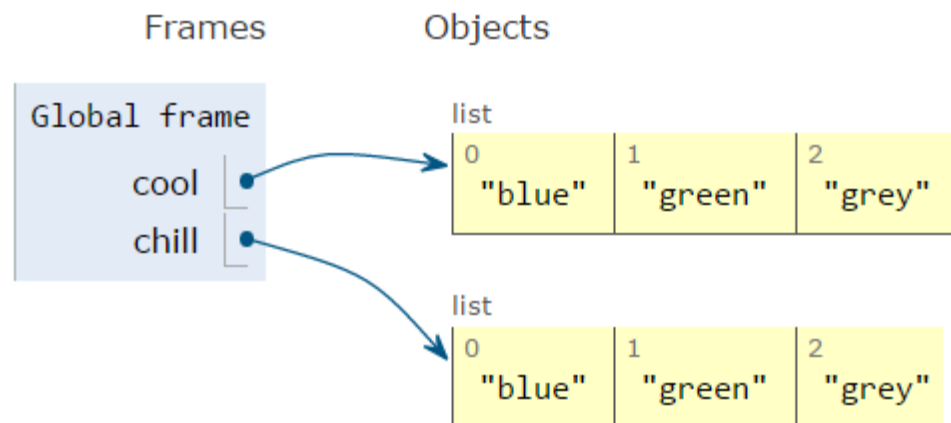 Frames Objects
Global frame
cool
chill
list
0 1 2
"blue" "green" "grey"
list
0 1 2
"blue" "green" "grey"